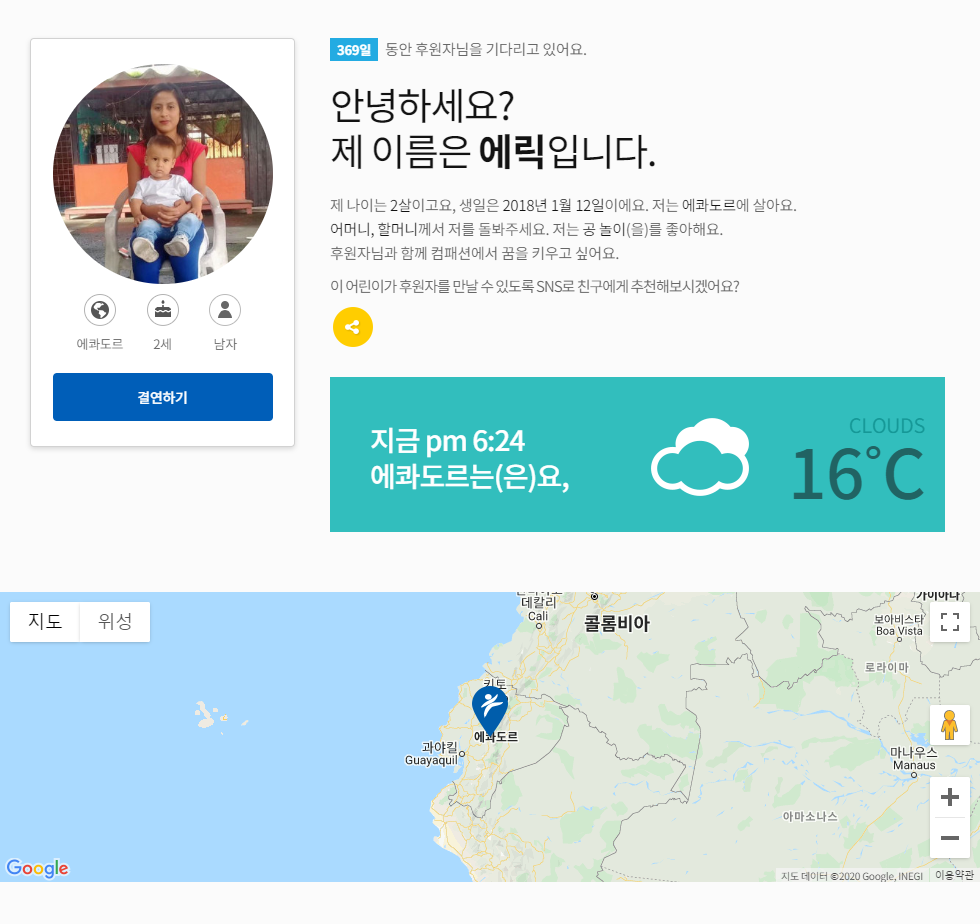 369일 동안 후원자님을 기다리고 있어요.
안녕하세요?
제 이름은 에릭입니다.
제 나이는 2살이고요, 생일은 2018년 1월 12일이에요. 저는 에콰도르에 살아요.
어머니, 할머니께서 저를 돌봐주세요. 저는 공 놀이(을)를 좋아해요.
후원자님과 함께 컴패션에서 꿈을 키우고 싶어요.
이 어린이가 후원자를 만날 수 있도록 SNS로 친구에게 추천해보시겠어요?
에콰도르
2세
남자
결연하기
지금 pm 6:24
에콰도르는(은)요,
CLOUDS
16°C
지도
위성
데칼리
Cali
콜롬비아
가이아나
보아비스타
Boa Vista
로라이마
키토
에콰도르
과야킬
Guayaquil
마나우스
Manaus
아마소나스
Google
지도 데이터 ©2020 Google, INEGI
이용약관